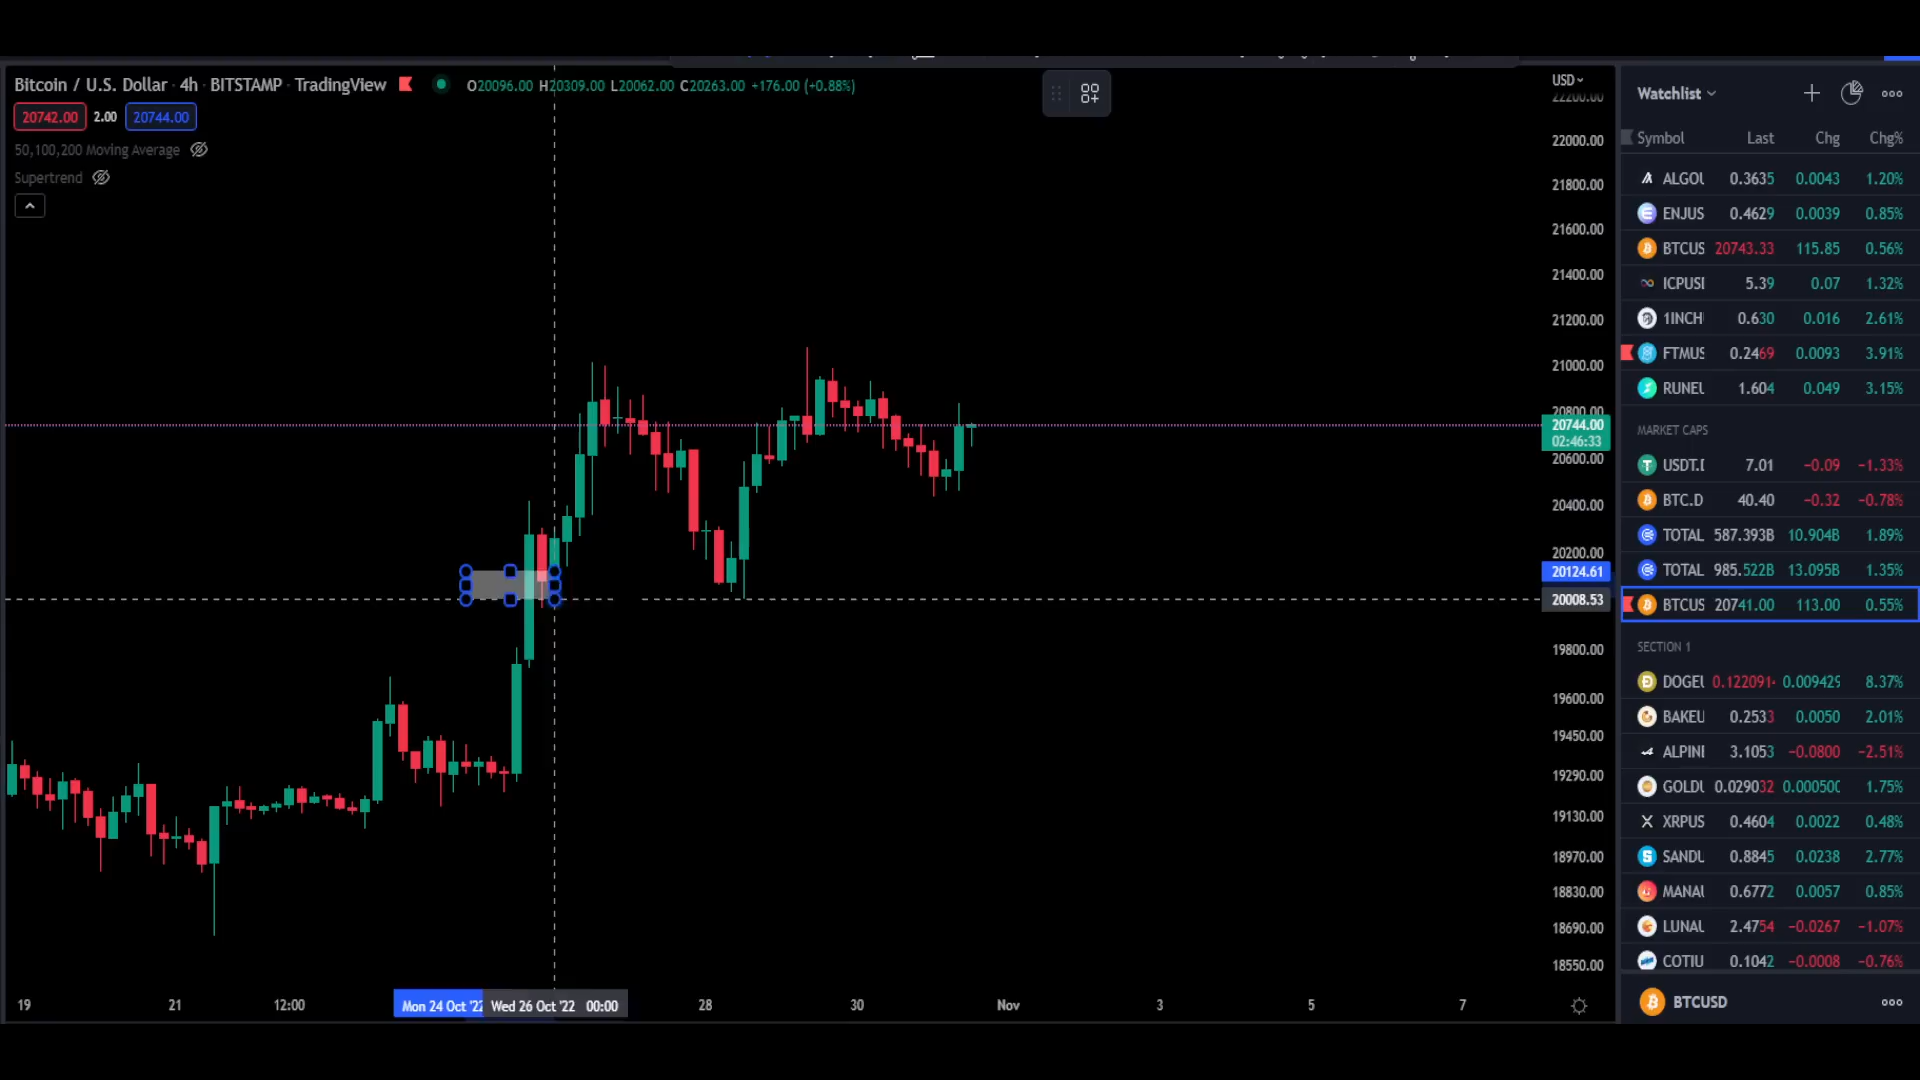 Bitcoin / U.S. Dollar · 4h · BITSTAMP · TradingView O20096.00 H20309.00 L20062.00 C20263.00 +176.00 (+0.88%)
20742.00 2.00 20744.00
50,100,200 Moving Average
Supertrend
USD
22200.00
22000.00
21800.00
21600.00
21400.00
21200.00
21000.00
20800.00
20744.00
02:46:33
20600.00
20400.00
20200.00
20124.61
20008.53
19800.00
19600.00
19450.00
19290.00
19130.00
18970.00
18830.00
18690.00
18550.00
19 21 12:00 Mon 24 Oct '22 Wed 26 Oct '22 00:00 28 30 Nov 3 5 7
Watchlist
Symbol Last Chg Chg%
ALGOU 0.3635 0.0043 1.20%
ENJUS 0.4629 0.0039 0.85%
BTCUS 20743.33 115.85 0.56%
ICPUSI 5.39 0.07 1.32%
1INCH 0.630 0.016 2.61%
FTMUS 0.2469 0.0093 3.91%
RUNEU 1.604 0.049 3.15%
MARKET CAPS
USDT.D 7.01 −0.09 −1.33%
BTC.D 40.40 −0.32 −0.78%
TOTAL 587.393B 10.904B 1.89%
TOTAL 985.522B 13.095B 1.35%
BTCUS 20741.00 113.00 0.55%
SECTION 1
DOGEU 0.122091 0.009429 8.37%
BAKEU 0.2533 0.0050 2.01%
ALPINE 3.1053 −0.0800 −2.51%
GOLDU 0.029032 0.000500 1.75%
XRPUS 0.4604 0.0022 0.48%
SANDU 0.8845 0.0238 2.77%
MANAU 0.6772 0.0057 0.85%
LUNAU 2.4754 −0.0267 −1.07%
COTIU 0.1042 −0.0008 −0.76%
BTCUSD